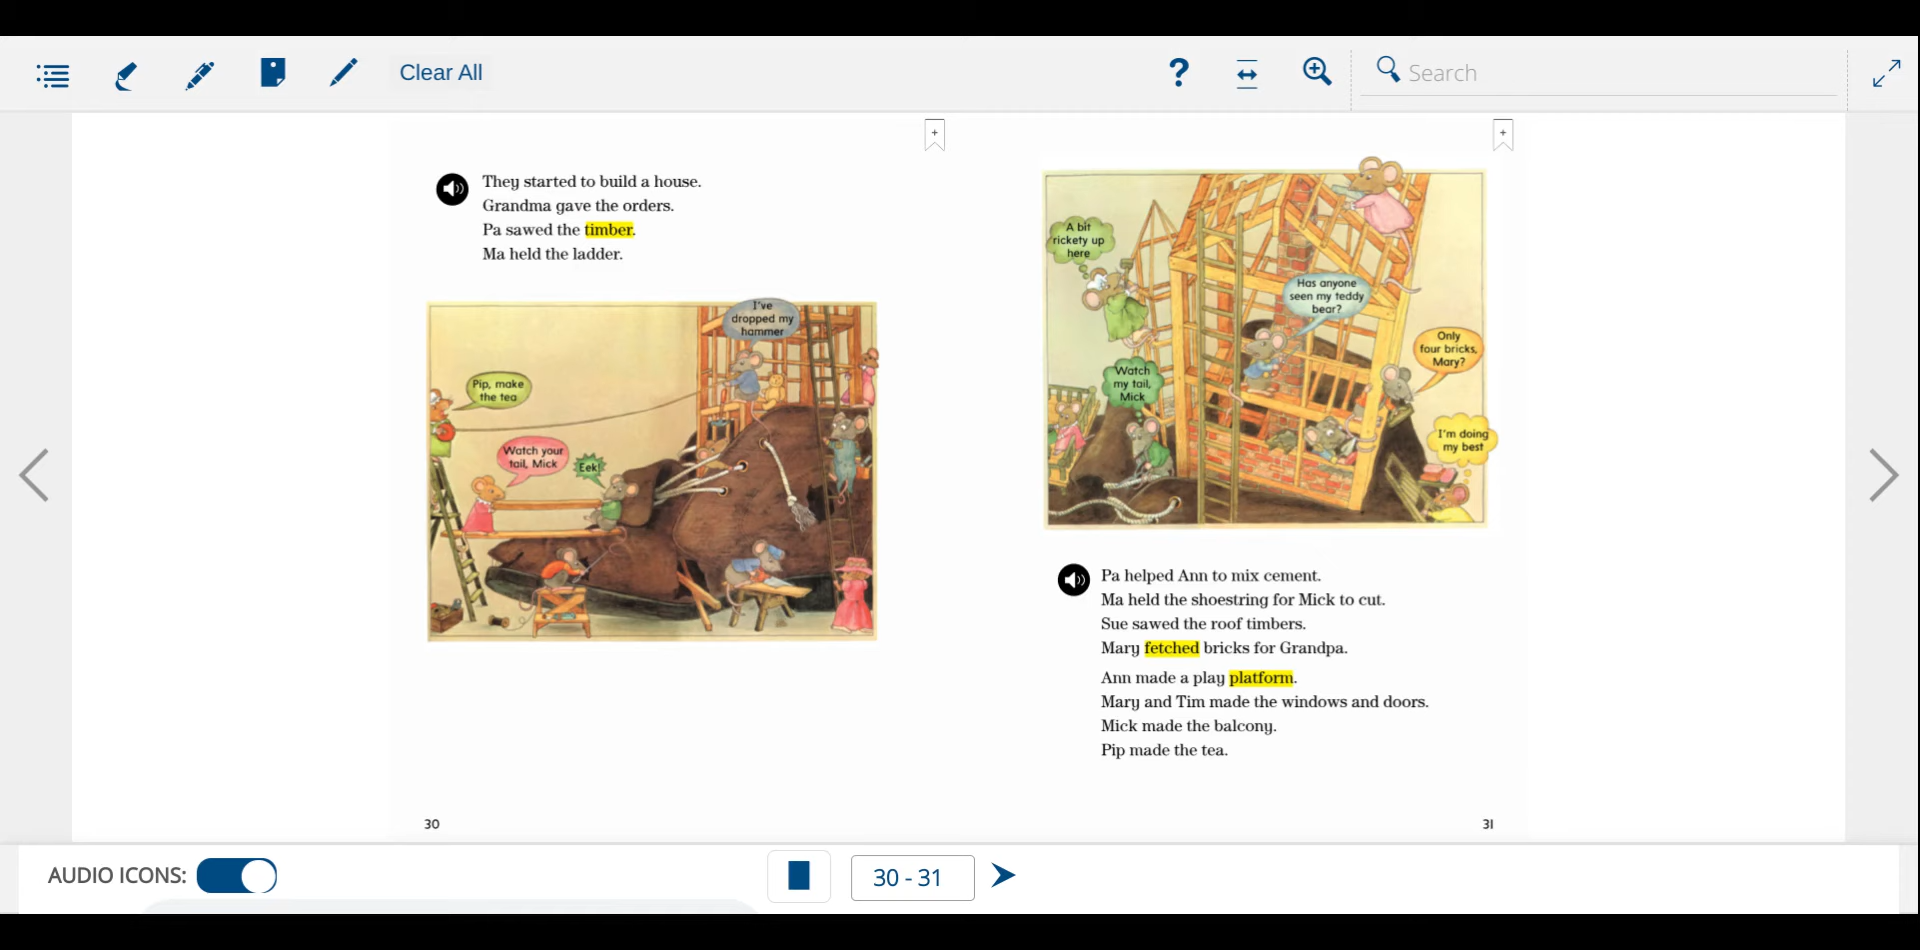 Clear All
Search
They started to build a house.
Grandma gave the orders.
Pa sawed the timber.
Ma held the ladder.
I've
dropped my
hammer
Pip, make
the tea
Watch your
tail, Mick
Eek!
30
A bit
rickety up
here
Has anyone
seen my teddy
bear?
Only
four bricks,
Mary?
Watch
my tail,
Mick
I'm doing
my best
Pa helped Ann to mix cement.
Ma held the shoestring for Mick to cut.
Sue sawed the roof timbers.
Mary fetched bricks for Grandpa.
Ann made a play platform.
Mary and Tim made the windows and doors.
Mick made the balcony.
Pip made the tea.
31
AUDIO ICONS:
30 - 31